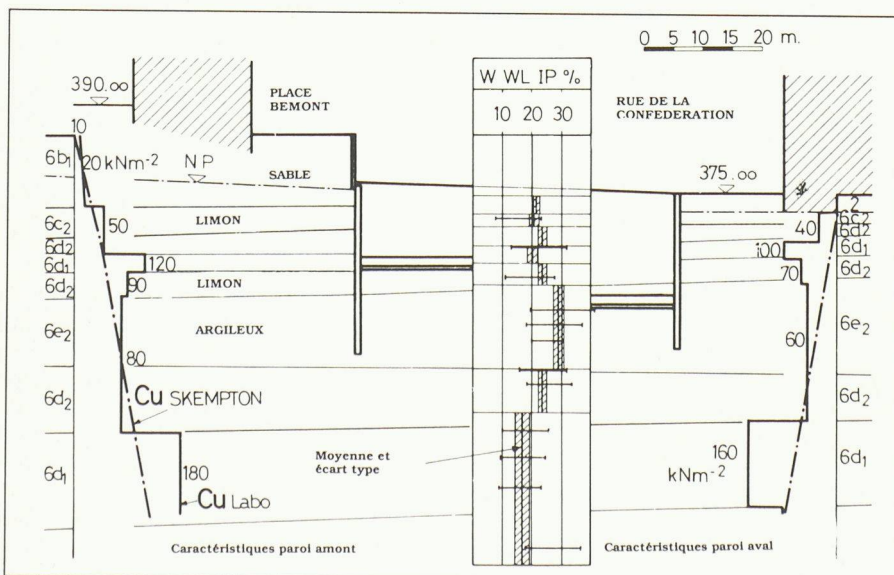 0 5 10 15 20 m.
W WL IP %
10 20 30
390.00
PLACE
BEMONT
RUE DE LA
CONFEDERATION
10
20 kNm-2
NP
SABLE
375.00
6b1
6c2
6d2
6d1
6d2
6e2
6d2
6d1
50
LIMON
120
90
LIMON
ARGILEUX
80
Cu SKEMPTON
180
Cu LABO
Moyenne et
écart type
2
40
100
70
60
160
kNm-2
6c2
6d2
6d1
6d2
6e2
6d2
6d1
Caractéristiques paroi amont
Caractéristiques paroi aval